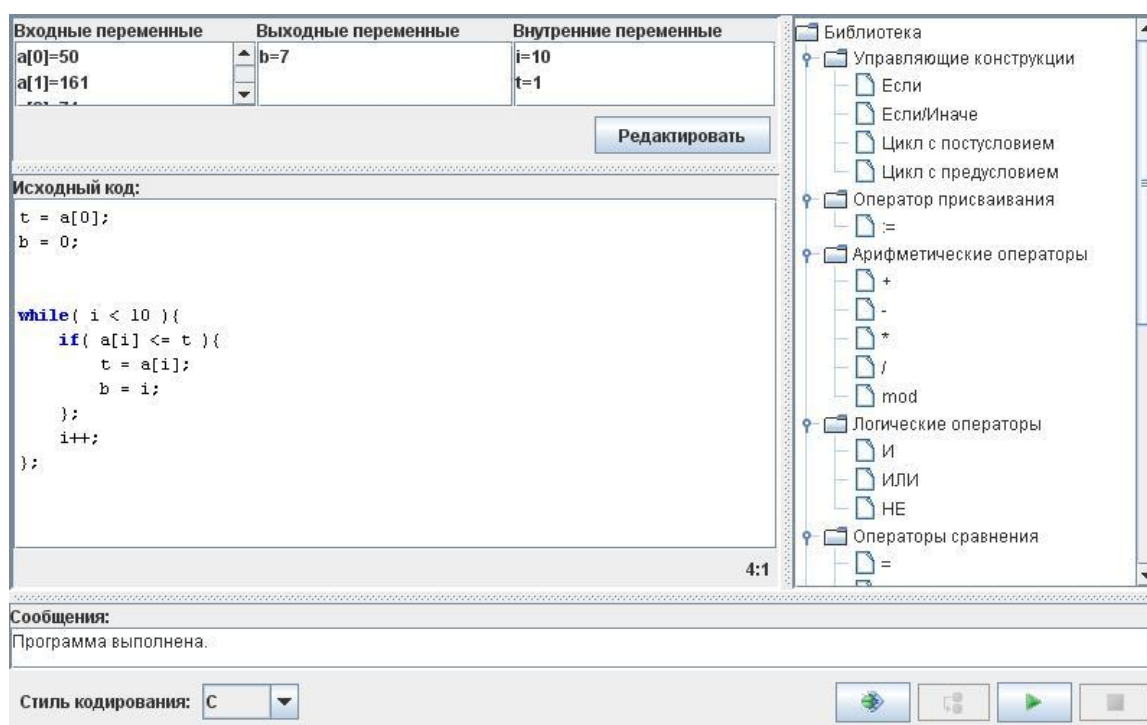 Входные переменные
a[0]=50
a[1]=161
Выходные переменные
b=7
Внутренние переменные
i=10
t=1
Редактировать
Исходный код:
t = a[0];
b = 0;
while( i < 10 ){
if( a[i] <= t ){
t = a[i];
b = i;
};
i++;
};
4:1
Библиотека
Управляющие конструкции
Если
Если/Иначе
Цикл с постусловием
Цикл с предусловием
Оператор присваивания
:=
Арифметические операторы
+
-
*
/
mod
Логические операторы
И
ИЛИ
НЕ
Операторы сравнения
=
Сообщения:
Программа выполнена.
Стиль кодирования: C